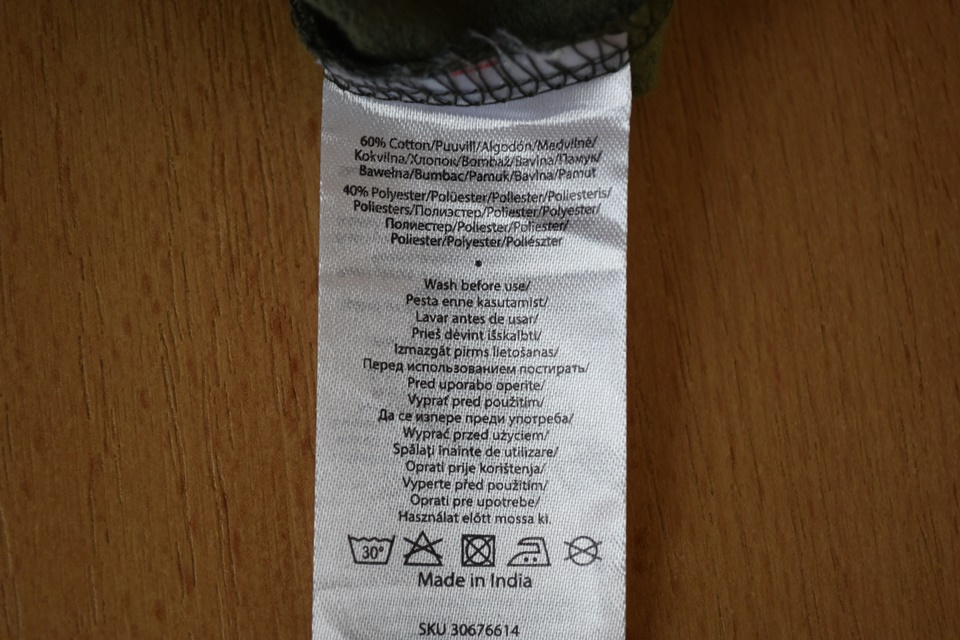 60% Cotton/Puuvill/Algodón/Medvilnė/
Kokvilna/Хлопок/Bombaž/Bavlna/Памук/
Bawełna/Bumbac/Pamuk/Bavlna/Pamut
40% Polyester/Polüester/Poliester/Poliesteris/
Poliesters/Полиэстер/Poliester/Polyester/
Полиестер/Poliester/Poliester/
Poliester/Polyester/Poliészter
•
Wash before use/
Pesta enne kasutamist/
Lavar antes de usar/
Prieš dėvint išskalbti/
Izmazgāt pirms lietošanas/
Перед использованием постирать/
Pred uporabo operite/
Vyprať pred použitím/
Да се изпере преди употреба/
Wyprać przed użyciem/
Spălați înainte de utilizare/
Oprati prije korištenja/
Vyperte před použitím/
Oprati pre upotrebe/
Használat előtt mossa ki.
30°
Made in India
SKU 30676614